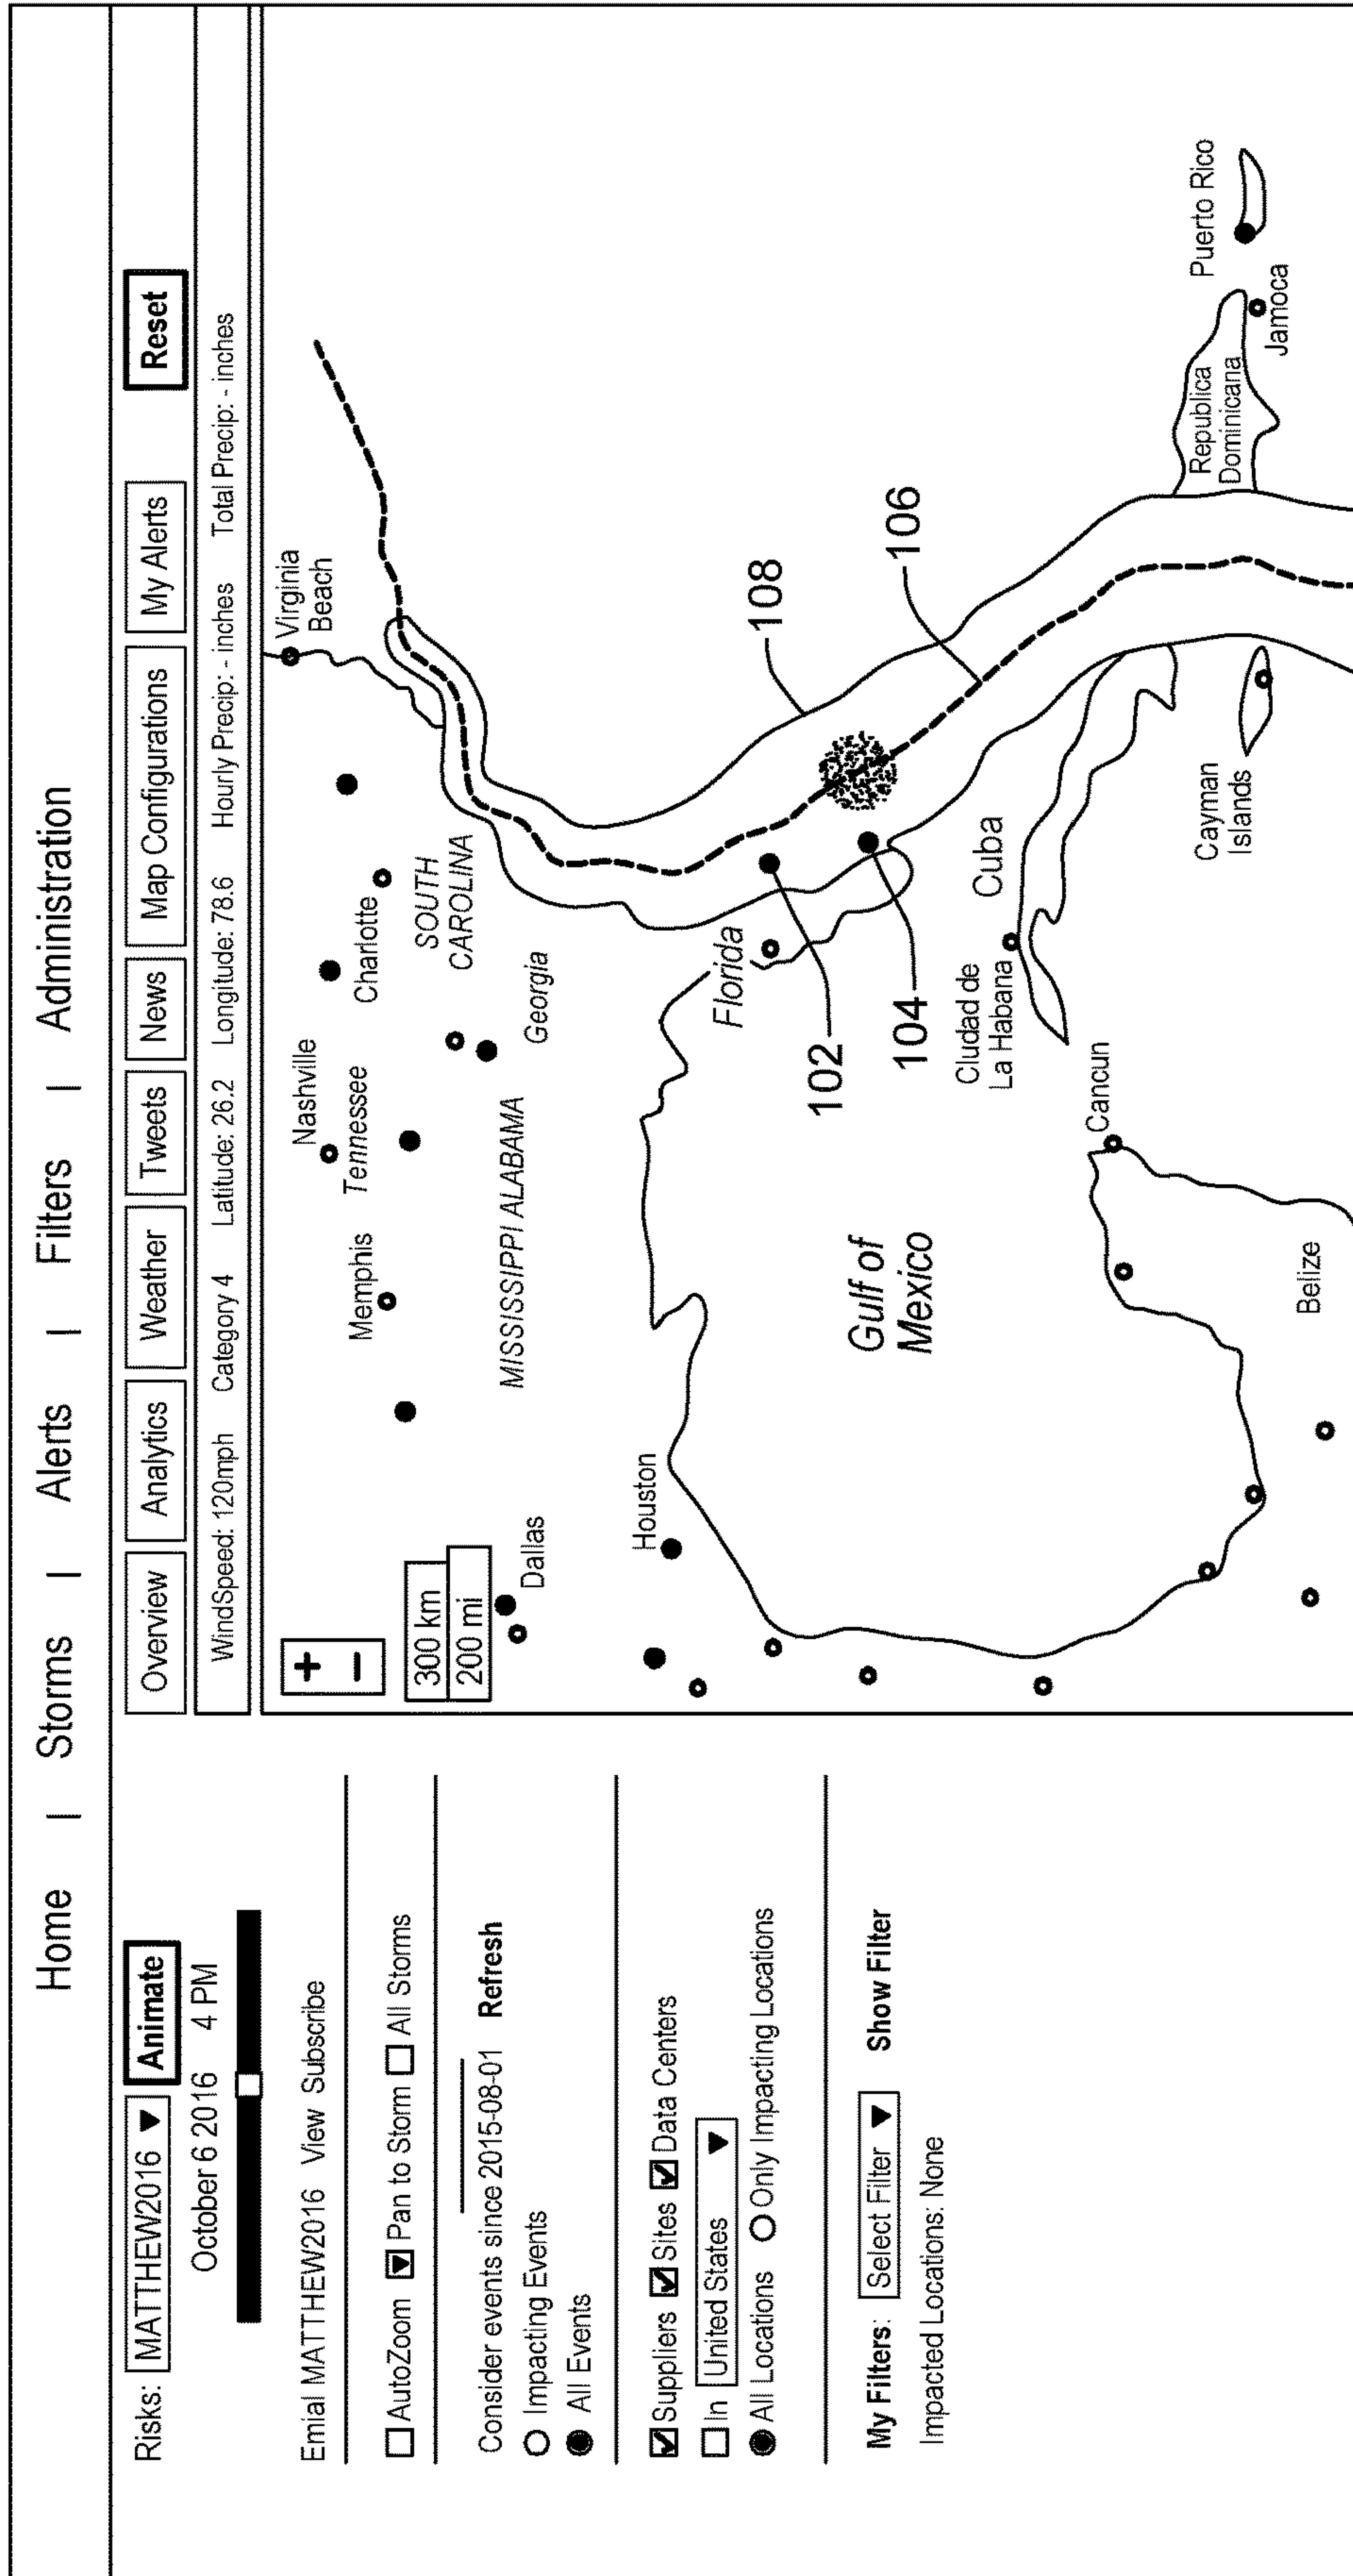 Home | Storms | Alerts | Filters | Administration
Risks: MATTHEW2016 Animate
October 6 2016 4 PM
Emial MATTHEW2016 View Subscribe
AutoZoom Pan to Storm All Storms
Consider events since 2015-08-01 Refresh
Impacting Events
All Events
Suppliers Sites Data Centers
In United States
All Locations Only Impacting Locations
My Filters: Select Filter Show Filter
Impacted Locations: None
Overview Analytics Weather Tweets News Map Configurations My Alerts Reset
WindSpeed: 120mph Category 4 Latitude: 26.2 Longitude: 78.6 Hourly Precip: - inches Total Precip: - inches
+
−
300 km
200 mi
Virginia
Beach
Nashville
Tennessee
Memphis
Charlotte
SOUTH
CAROLINA
Georgia
MISSISSIPPI ALABAMA
Dallas
Houston
Florida
108
102
106
104
Gulf of
Mexico
Cludad de
La Habana
Cuba
Cancun
Cayman
Islands
Republica
Dominicana
Puerto Rico
Jamoca
Belize